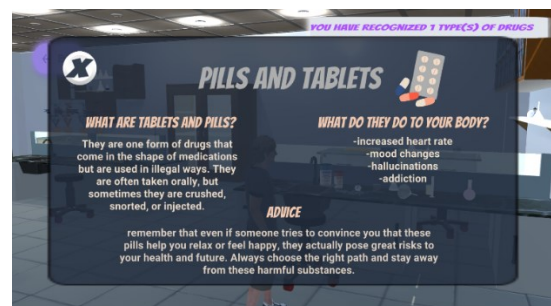 YOU HAVE RECOGNIZED 1 TYPE(S) OF DRUGS
X
PILLS AND TABLETS
WHAT ARE TABLETS AND PILLS?
They are one form of drugs that
come in the shape of medications
but are used in illegal ways. They
are often taken orally, but
sometimes they are crushed,
snorted, or injected.
WHAT DO THEY DO TO YOUR BODY?
-increased heart rate
-mood changes
-hallucinations
-addiction
ADVICE
remember that even if someone tries to convince you that these
pills help you relax or feel happy, they actually pose great risks to
your health and future. Always choose the right path and stay away
from these harmful substances.